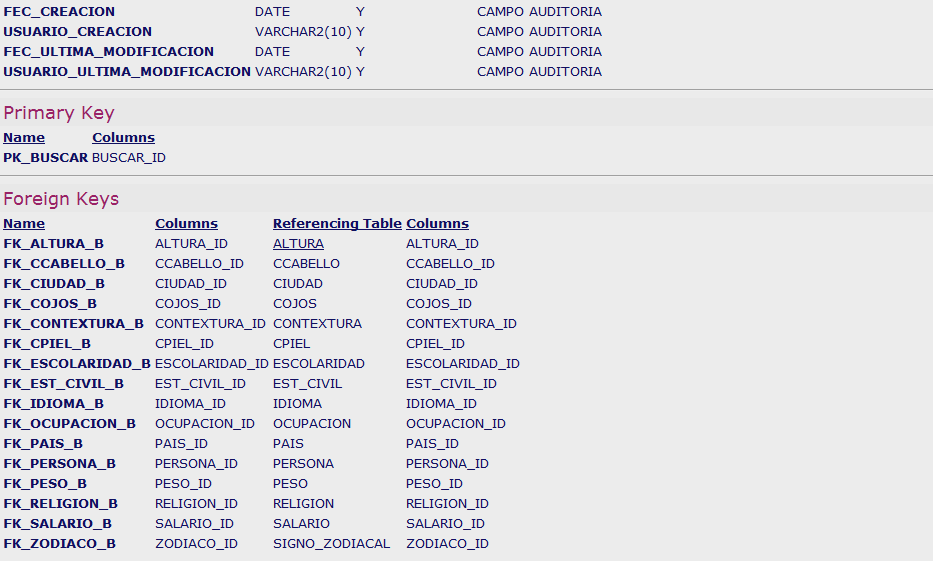 FEC_CREACION DATE Y CAMPO AUDITORIA
USUARIO_CREACION VARCHAR2(10) Y CAMPO AUDITORIA
FEC_ULTIMA_MODIFICACION DATE Y CAMPO AUDITORIA
USUARIO_ULTIMA_MODIFICACION VARCHAR2(10) Y CAMPO AUDITORIA
Primary Key
Name Columns
PK_BUSCAR BUSCAR_ID
Foreign Keys
Name Columns Referencing Table Columns
FK_ALTURA_B ALTURA_ID ALTURA ALTURA_ID
FK_CCABELLO_B CCABELLO_ID CCABELLO CCABELLO_ID
FK_CIUDAD_B CIUDAD_ID CIUDAD CIUDAD_ID
FK_COJOS_B COJOS_ID COJOS COJOS_ID
FK_CONTEXTURA_B CONTEXTURA_ID CONTEXTURA CONTEXTURA_ID
FK_CPIEL_B CPIEL_ID CPIEL CPIEL_ID
FK_ESCOLARIDAD_B ESCOLARIDAD_ID ESCOLARIDAD ESCOLARIDAD_ID
FK_EST_CIVIL_B EST_CIVIL_ID EST_CIVIL EST_CIVIL_ID
FK_IDIOMA_B IDIOMA_ID IDIOMA IDIOMA_ID
FK_OCUPACION_B OCUPACION_ID OCUPACION OCUPACION_ID
FK_PAIS_B PAIS_ID PAIS PAIS_ID
FK_PERSONA_B PERSONA_ID PERSONA PERSONA_ID
FK_PESO_B PESO_ID PESO PESO_ID
FK_RELIGION_B RELIGION_ID RELIGION RELIGION_ID
FK_SALARIO_B SALARIO_ID SALARIO SALARIO_ID
FK_ZODIACO_B ZODIACO_ID SIGNO_ZODIACAL ZODIACO_ID